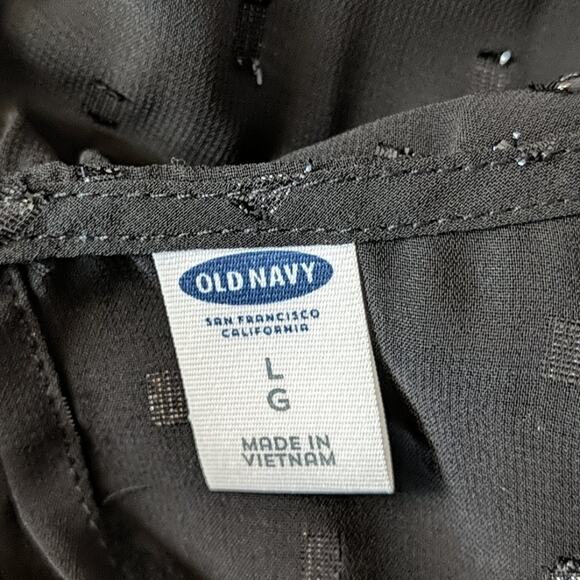 OLD NAVY
SAN FRANCISCO
CALIFORNIA
L
G
MADE IN
VIETNAM